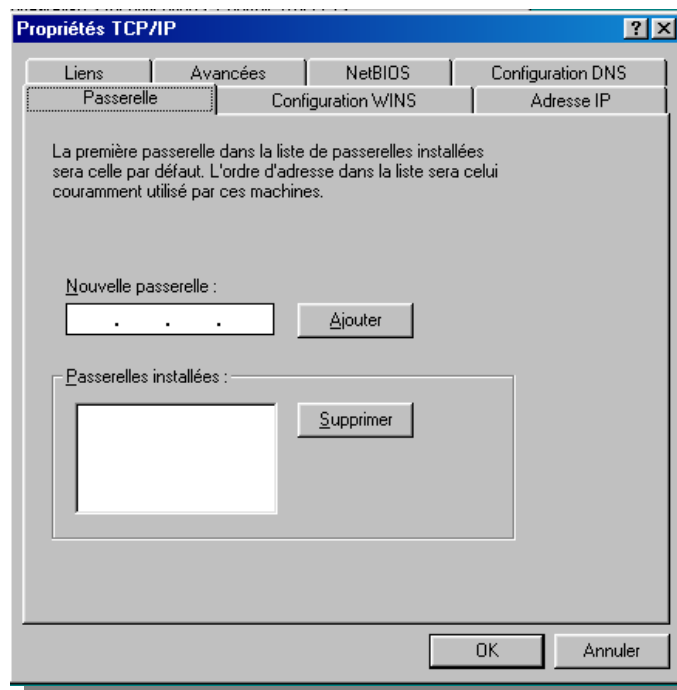 Propriétés TCP/IP
Liens Avancées NetBIOS Configuration DNS
Passerelle Configuration WINS Adresse IP
La première passerelle dans la liste de passerelles installées
sera celle par défaut. L'ordre d'adresse dans la liste sera celui
couramment utilisé par ces machines.
Nouvelle passerelle :
. . . Ajouter
Passerelles installées :
Supprimer
OK Annuler